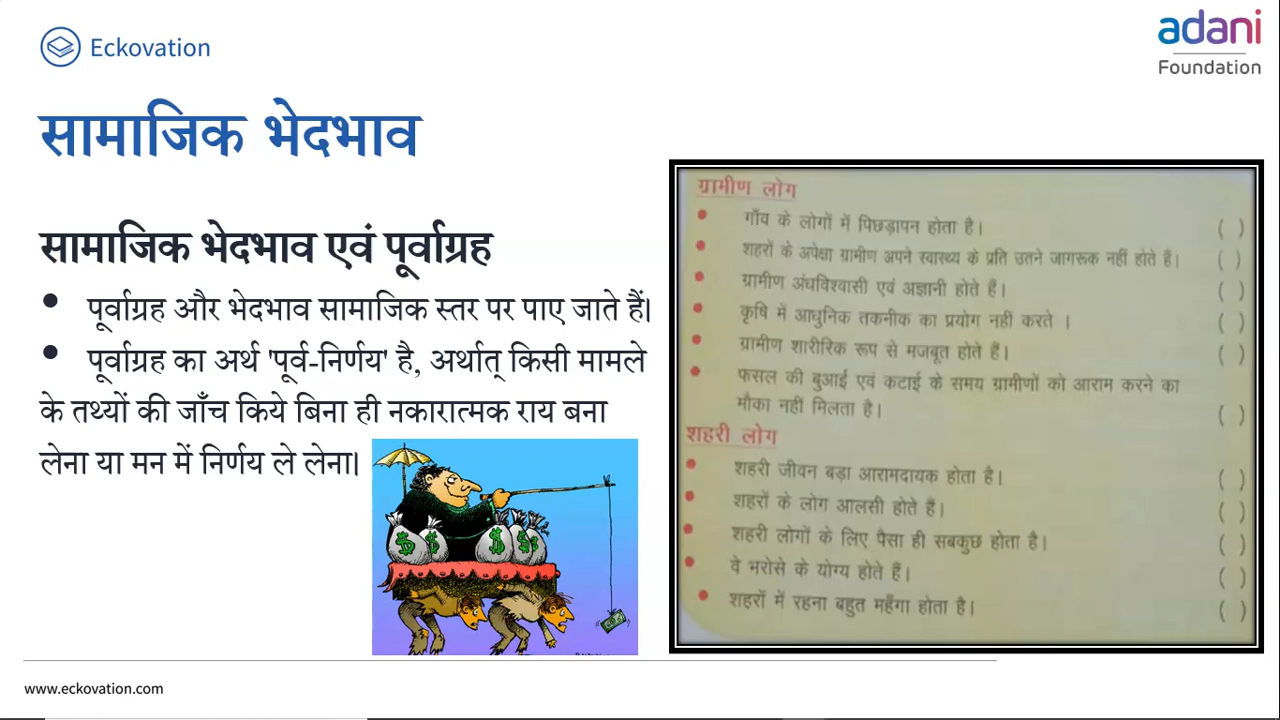 Eckovation
adani
Foundation
सामाजिक भेदभाव
सामाजिक भेदभाव एवं पूर्वाग्रह
• पूर्वाग्रह और भेदभाव सामाजिक स्तर पर पाए जाते हैं।
• पूर्वाग्रह का अर्थ 'पूर्व-निर्णय' है, अर्थात् किसी मामले
के तथ्यों की जाँच किये बिना ही नकारात्मक राय बना
लेना या मन में निर्णय ले लेना।
ग्रामीण लोग
• गाँव के लोगों में पिछड़ापन होता है। ( )
• शहरों के अपेक्षा ग्रामीण अपने स्वास्थ्य के प्रति उतने जागरूक नहीं होते हैं। ( )
• ग्रामीण अंधविश्वासी एवं अज्ञानी होते हैं। ( )
• कृषि में आधुनिक तकनीक का प्रयोग नहीं करते । ( )
• ग्रामीण शारीरिक रूप से मजबूत होते हैं। ( )
• फसल की बुआई एवं कटाई के समय ग्रामीणों को आराम करने का
मौका नहीं मिलता है। ( )
शहरी लोग
• शहरी जीवन बड़ा आरामदायक होता है। ( )
• शहरों के लोग आलसी होते हैं। ( )
• शहरी लोगों के लिए पैसा ही सबकुछ होता है। ( )
• वे भरोसे के योग्य होते हैं। ( )
• शहरों में रहना बहुत महँगा होता है। ( )
$ $ $ $
www.eckovation.com